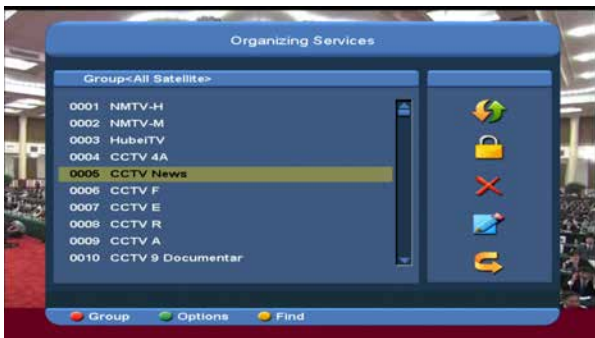 Organizing Services
Group<All Satellite>
0001 NMTV-H
0002 NMTV-M
0003 HubeiTV
0004 CCTV 4A
0005 CCTV News
0006 CCTV F
0007 CCTV E
0008 CCTV R
0009 CCTV A
0010 CCTV 9 Documentar
Group Options Find